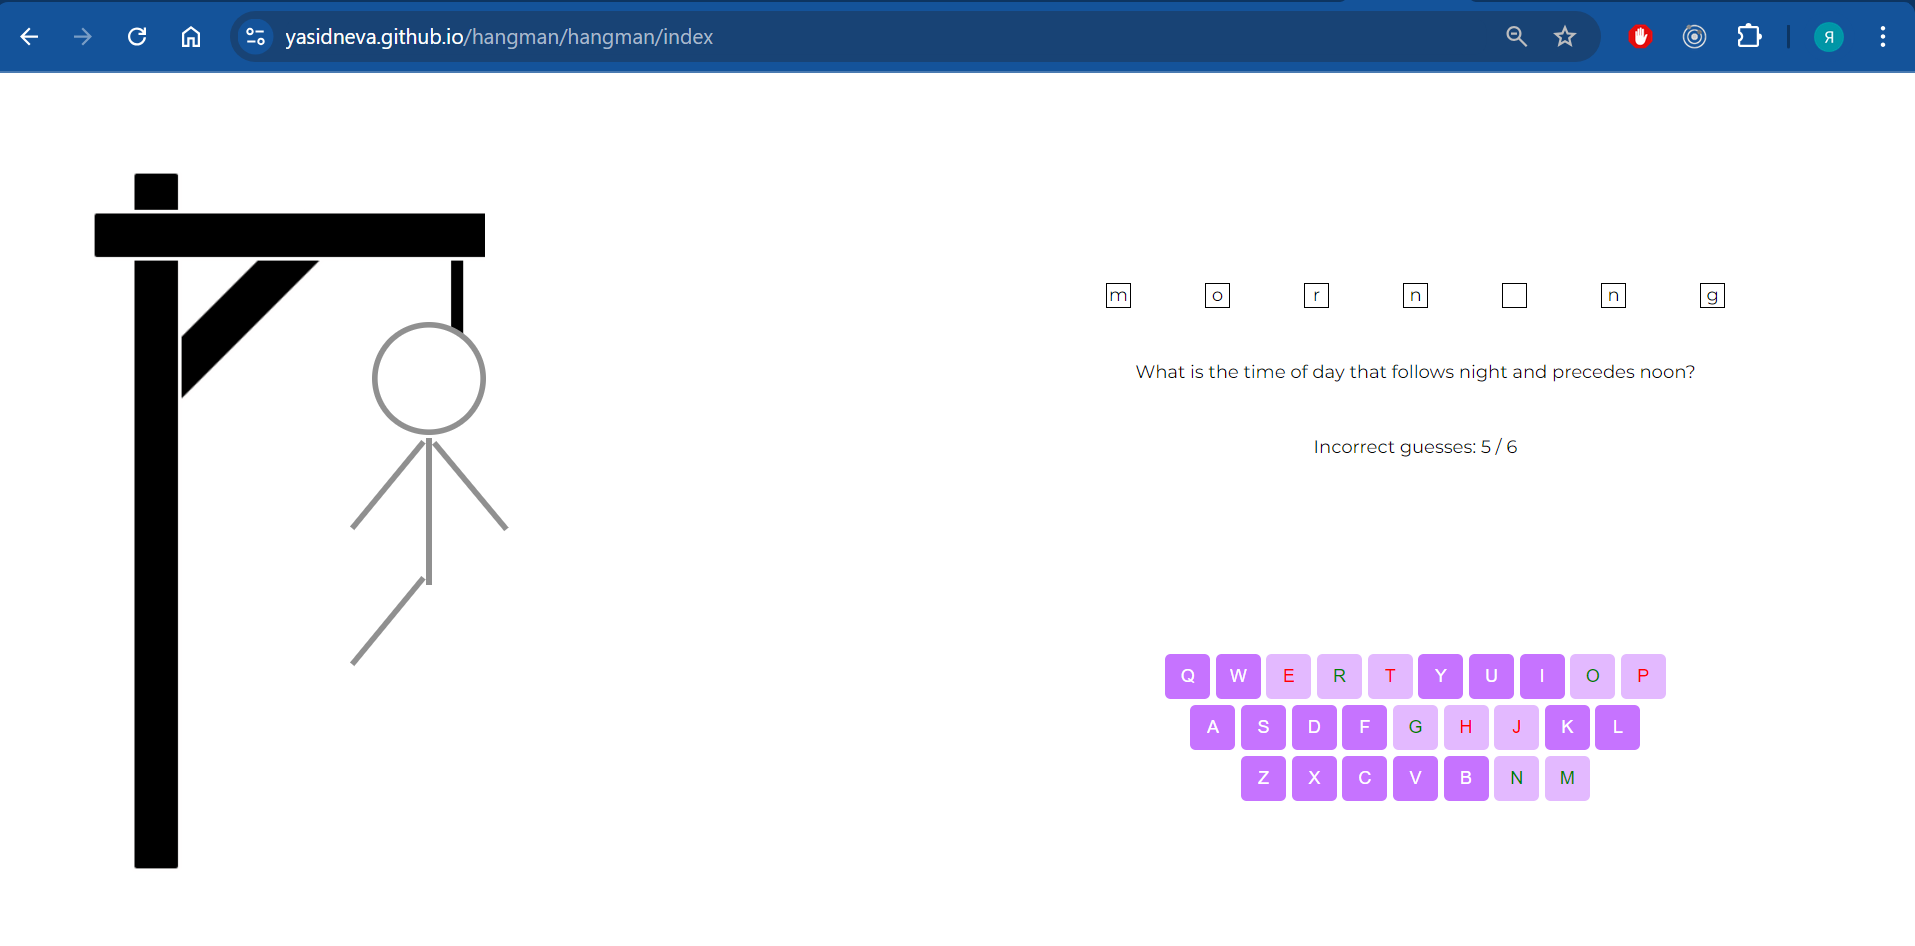 yasidneva.github.io/hangman/hangman/index
Я
m o r n n g
What is the time of day that follows night and precedes noon?
Incorrect guesses: 5 / 6
Q W E R T Y U I O P
A S D F G H J K L
Z X C V B N M